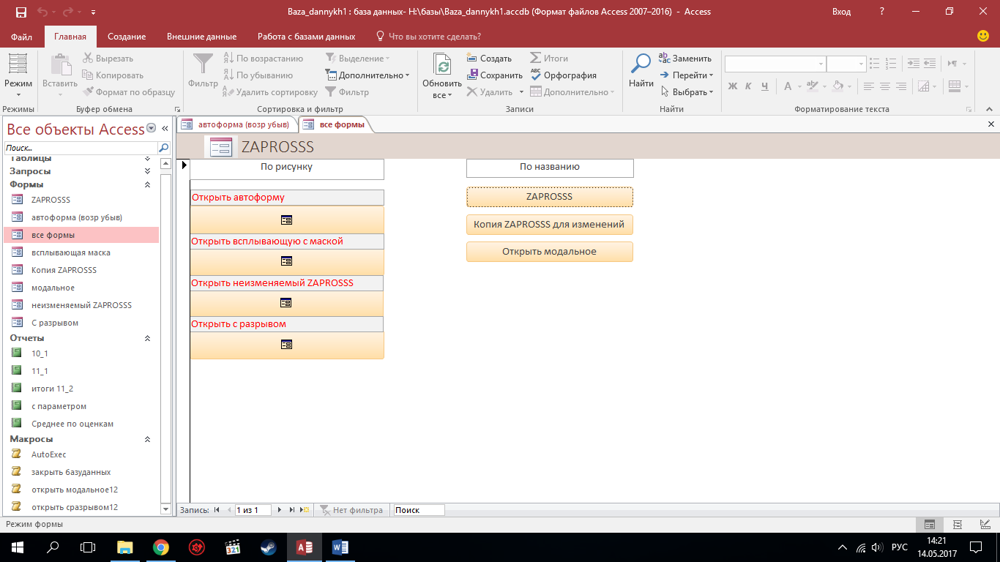 Baza_dannykh1 : база данных- H:\базы\Baza_dannykh1.accdb (Формат файлов Access 2007–2016) - Access
Вход
?
Файл
Главная
Создание
Внешние данные
Работа с базами данных
Что вы хотите сделать?
Режим
Режимы
Вставить
Вырезать
Копировать
Формат по образцу
Буфер обмена
Фильтр
По возрастанию
По убыванию
Удалить сортировку
Выделение
Дополнительно
Фильтр
Сортировка и фильтр
Обновить
все
Создать
Сохранить
Удалить
Итоги
Орфография
Дополнительно
Записи
Найти
Заменить
Перейти
Выбрать
Найти
Ж К Ч А
Форматирование текста
Все объекты Access
Поиск...
Таблицы
Запросы
Формы
ZAPROSSS
автоформа (возр убыв)
все формы
всплывающая маска
Копия ZAPROSSS
модальное
неизменяемый ZAPROSSS
С разрывом
Отчеты
10_1
11_1
итоги 11_2
с параметром
Среднее по оценкам
Макросы
AutoExec
закрыть базуданных
открыть модальное12
открыть сразрывом12
автоформа (возр убыв)
все формы
ZAPROSSS
По рисунку
Открыть автоформу
Открыть всплывающую с маской
Открыть неизменяемый ZAPROSSS
Открыть с разрывом
По названию
ZAPROSSS
Копия ZAPROSSS для изменений
Открыть модальное
Запись:
1 из 1
Нет фильтра
Поиск
Режим формы
321
РУС
14:21
14.05.2017